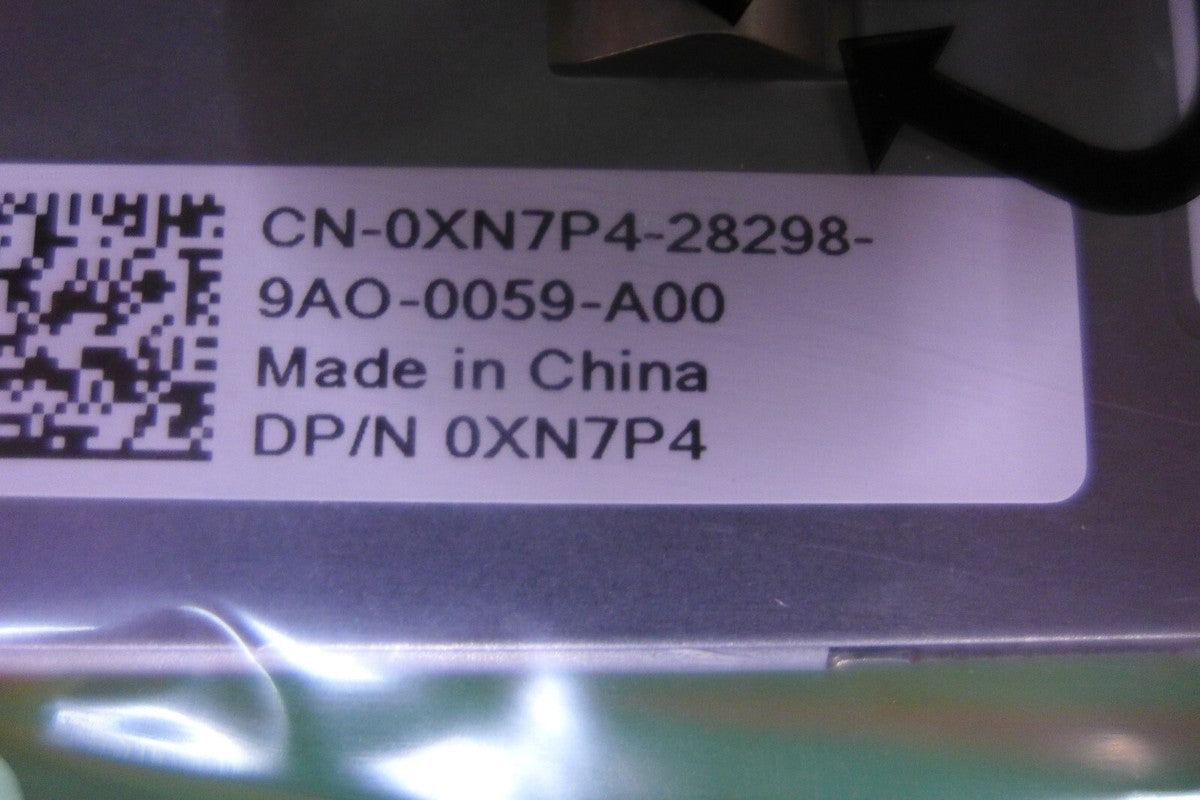 CN-0XN7P4-28298-
9AO-0059-A00
Made in China
DP/N 0XN7P4